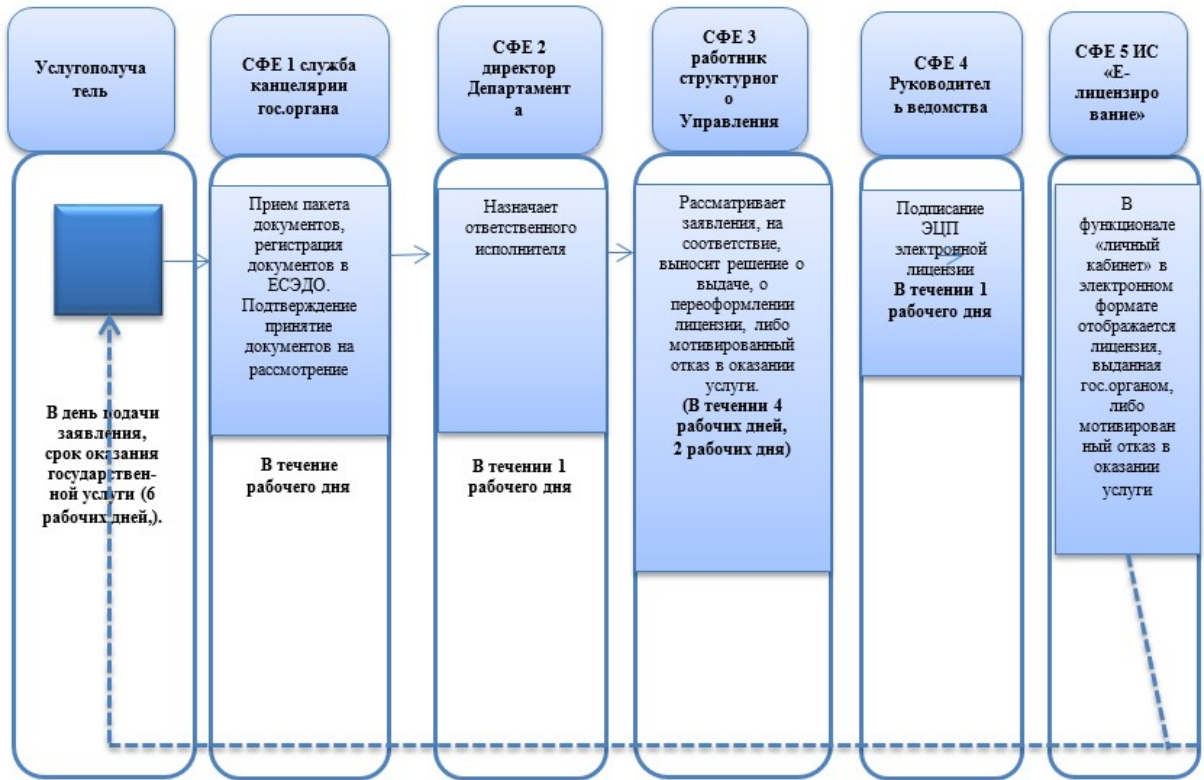 Услугополуча
тель
СФЕ 1 служба
канцелярии
гос.органа
СФЕ 2
директор
Департамент
а
СФЕ 3
работник
структурног
о
Управления
СФЕ 4
Руководител
ь ведомства
СФЕ 5 ИС
«Е-
лицензиро
вание»
В день подачи
заявления,
срок оказания
государствен-
ной услуги (6
рабочих дней,).
Прием пакета
документов,
регистрация
документов в
ЕСЭДО.
Подтверждение
принятие
документов на
рассмотрение
В течение
рабочего дня
Назначает
ответственного
исполнителя
В течении 1
рабочего дня
Рассматривает
заявления, на
соответствие,
выносит решение о
выдаче, о
переоформлении
лицензии, либо
мотивированный
отказ в оказании
услуги.
(В течении 4
рабочих дней,
2 рабочих дня)
Подписание
ЭЦП
электронной
лицензии
В течении 1
рабочего дня
В
функционале
«личный
кабинет» в
электронном
формате
отображается
лицензия,
выданная
гос.органом,
либо
мотивирован
ный отказ в
оказании
услуги